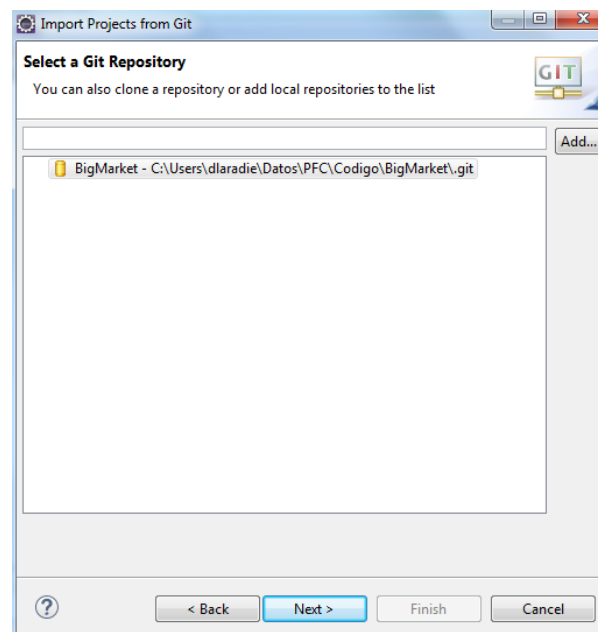 Import Projects from Git
Select a Git Repository
You can also clone a repository or add local repositories to the list
GIT
Add...
BigMarket - C:\Users\dlaradie\Datos\PFC\Codigo\BigMarket\.git
?
< Back
Next >
Finish
Cancel